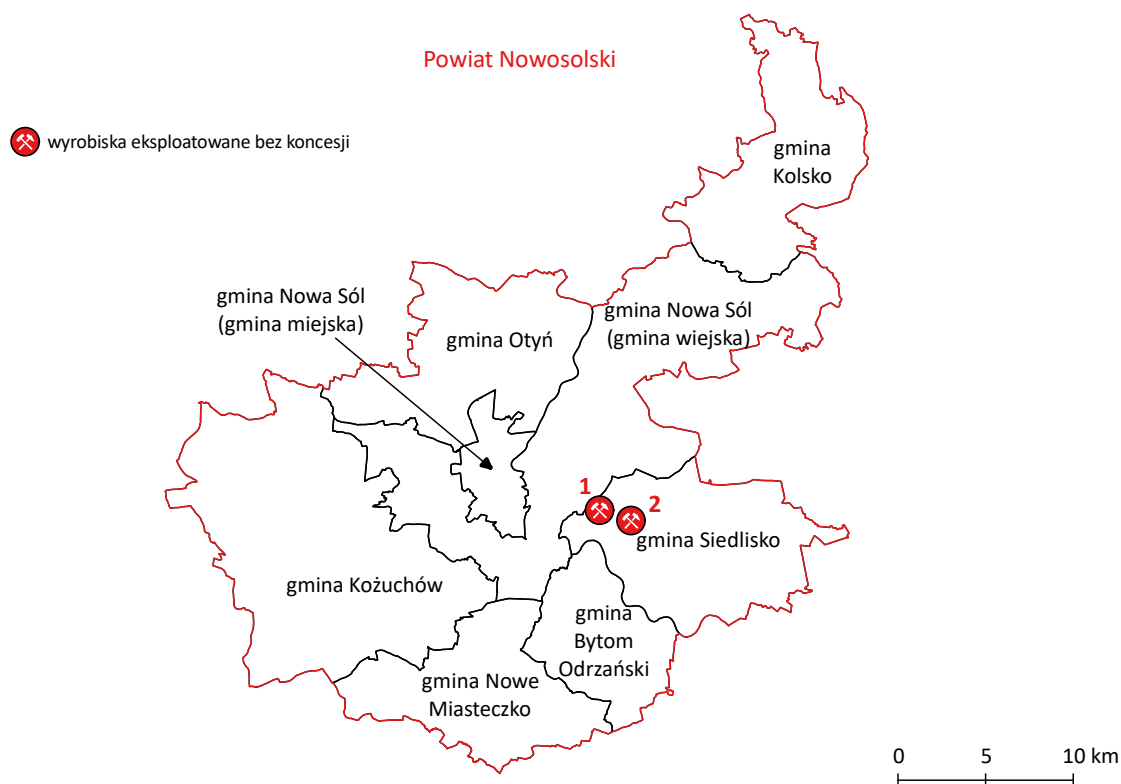 Powiat Nowosolski
wyrobiska eksploatowane bez koncesji
gmina
Kolsko
gmina Nowa Sól
(gmina miejska)
gmina Nowa Sól
(gmina wiejska)
gmina Otyń
1
2
gmina Siedlisko
gmina Kożuchów
gmina
Bytom
Odrzański
gmina Nowe
Miasteczko
0 5 10 km